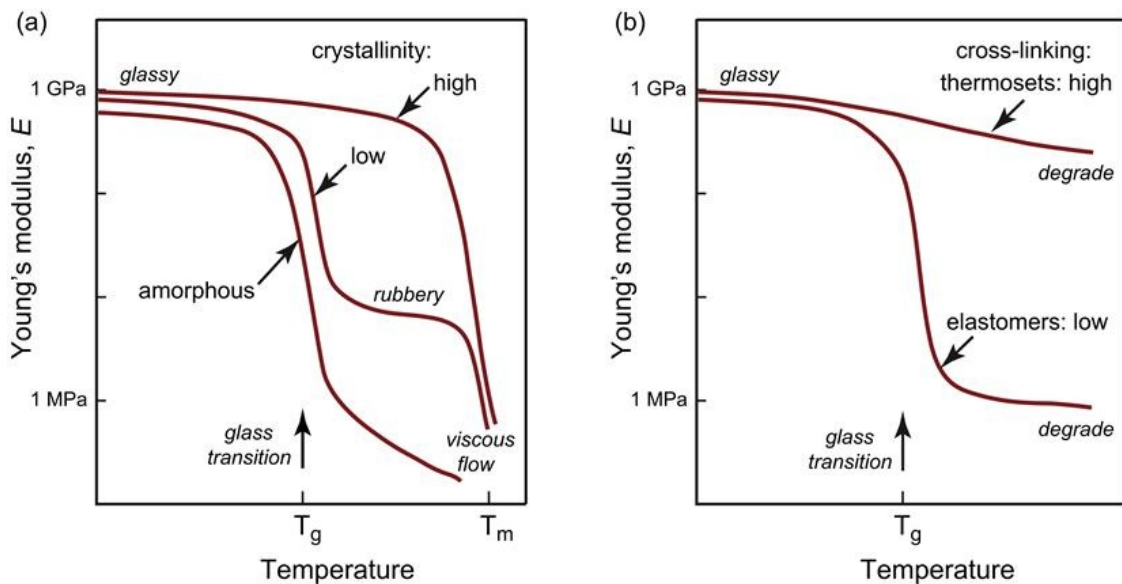 (a)
crystallinity:
glassy
high
1 GPa
low
Young's modulus, E
amorphous
rubbery
1 MPa
glass
transition
viscous
flow
Tg
Tm
Temperature
(b)
cross-linking:
glassy
thermosets: high
1 GPa
degrade
Young's modulus, E
elastomers: low
1 MPa
glass
transition
degrade
Tg
Temperature